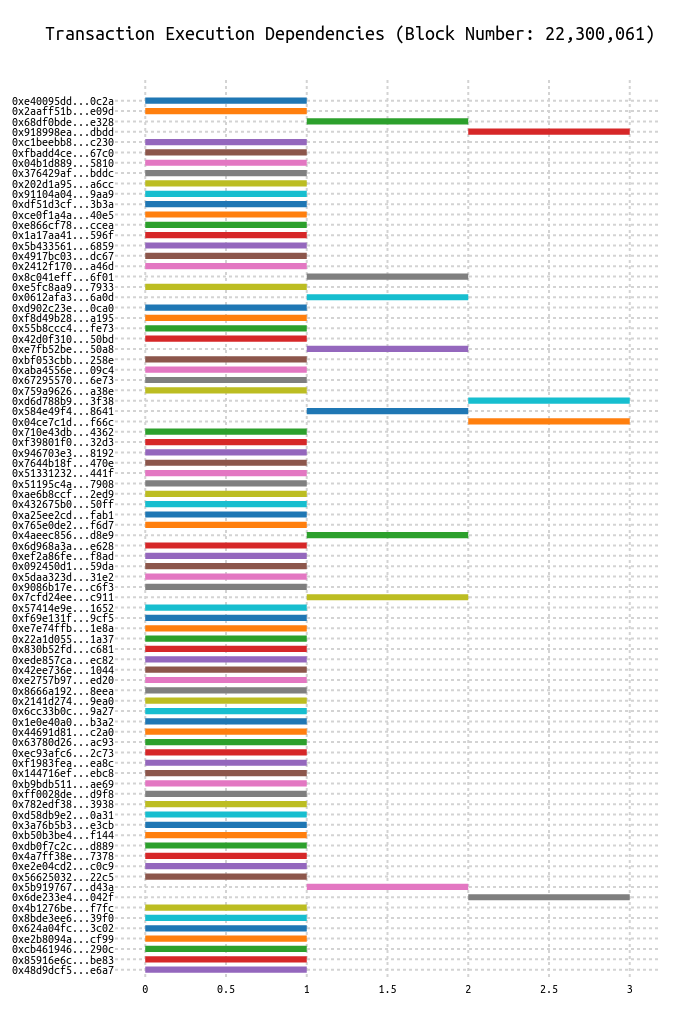 Transaction Execution Dependencies (Block Number: 22,300,061)
0xe40095dd...0c2a
0x2aaff51b...e09d
0x68df0bde...e328
0x918998ea...dbdd
0xc1beebb8...c230
0xfbadd4ce...67c0
0x04b1d889...5810
0x376429af...bddc
0x202d1a95...a6cc
0x91104a04...9aa9
0xdf51d3cf...3b3a
0xce0f1a4a...40e5
0xe866cf78...ccea
0x1a17aa41...596f
0x5b433561...6859
0x4917bc03...dc67
0x2412f170...a46d
0x8c041eff...6f01
0xe5fc8aa9...7933
0x0612afa3...6a0d
0xd902c23e...0ca0
0xf8d49b28...a195
0x55b8ccc4...fe73
0x42d0f310...50bd
0xe7fb52be...50a8
0xbf053cbb...258e
0xaba4556e...09c4
0x67295570...6e73
0x759a9626...a38e
0xd6d788b9...3f38
0x584e49f4...8641
0x04ce7c1d...f66c
0x710e43db...4362
0xf39801f0...32d3
0x946703e3...8192
0x7644b18f...470e
0x51331232...441f
0x51195c4a...7908
0xae6b8ccf...2ed9
0x432675b0...50ff
0xa25ee2cd...fab1
0x765e0de2...f6d7
0x4aeec856...d8e9
0x6d968a3a...e628
0xef2a86fe...f8ad
0x092450d1...59da
0x5daa323d...31e2
0x9086b17e...c6f3
0x7cfd24ee...c911
0x57414e9e...1652
0xf69e131f...9cf5
0xe7e74ffb...1e8a
0x22a1d055...1a37
0x830b52fd...c681
0xede857ca...ec82
0x42ee736e...1044
0xe2757b97...ed20
0x8666a192...8eea
0x2141d274...9ea0
0x6cc33b0c...9a27
0x1e0e40a0...b3a2
0x44691d81...c2a0
0x63780d26...ac93
0xec93afc6...2c73
0xf1983fea...ea8c
0x144716ef...ebc8
0xb9bdb511...ae69
0xff0028de...d9f8
0x782edf38...3938
0xd58db9e2...0a31
0x3a76b5b3...e3cb
0xb50b3be4...f144
0xdb0f7c2c...d889
0x4a7ff38e...7378
0xe2e04cd2...c0c9
0x56625032...22c5
0x5b919767...d43a
0x6de233e4...042f
0x4b1276be...f7fc
0x8bde3ee6...39f0
0x624a04fc...3c02
0xe2b8094a...cf99
0xcb461946...290c
0x85916e6c...be83
0x48d9dcf5...e6a7
0 0.5 1 1.5 2 2.5 3